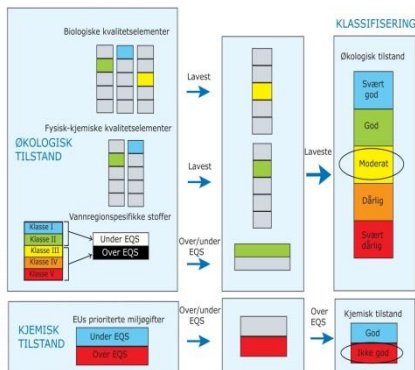 KLASSIFISERING
Biologiske kvalitetselementer
Økologisk tilstand
Lavest
Svært
god
God
Fysisk-kjemiske kvalitetselementer
ØKOLOGISK
TILSTAND
Lavest
Laveste
Moderat
Dårlig
Vannregionspesifikke stoffer
Klasse I
Klasse II
Klasse III
Klasse IV
Klasse V
Under EQS
Over EQS
Over/under
EQS
Svært
dårlig
KJEMISK
TILSTAND
EUs prioriterte miljøgifter
Under EQS
Over EQS
Over/under
EQS
Over
EQS
Kjemisk tilstand
God
Ikke god